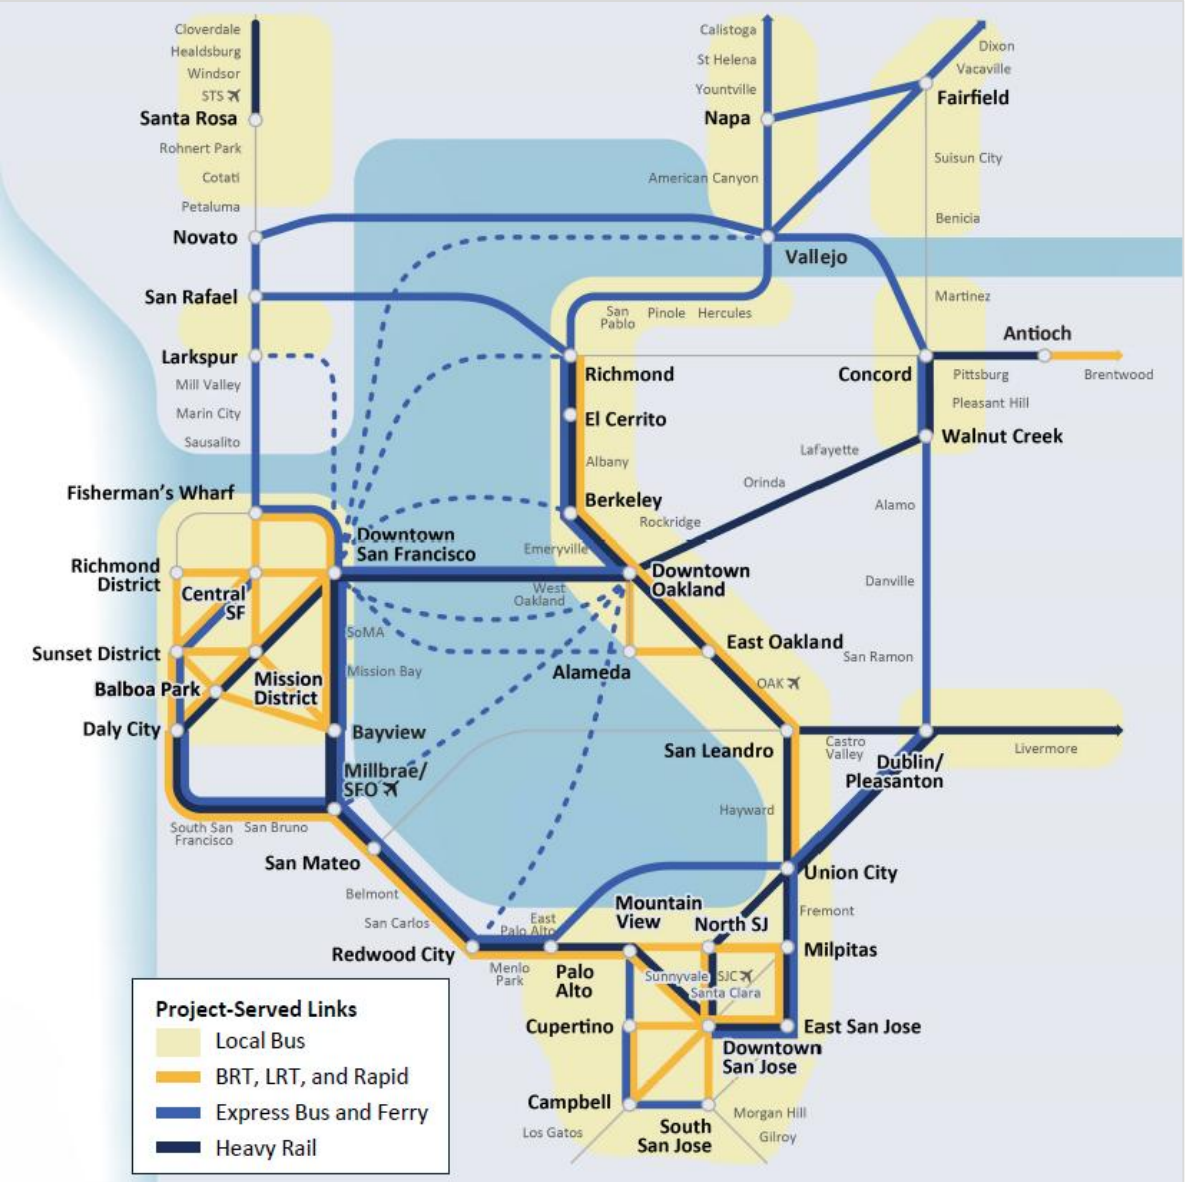 Cloverdale
Healdsburg
Windsor
STS
Santa Rosa
Rohnert Park
Cotati
Petaluma
Novato
San Rafael
Larkspur
Mill Valley
Marin City
Sausalito
Calistoga
St Helena
Yountville
Napa
American Canyon
Dixon
Vacaville
Fairfield
Suisun City
Benicia
Vallejo
Martinez
San
Pablo
Pinole
Hercules
Antioch
Richmond
Concord
Pittsburg
Brentwood
Pleasant Hill
El Cerrito
Walnut Creek
Albany
Lafayette
Orinda
Berkeley
Rockridge
Alamo
Fisherman's Wharf
Downtown
San Francisco
Emeryville
West
Oakland
Downtown
Oakland
Richmond
District
Central
SF
Danville
SoMA
Sunset District
Mission Bay
Alameda
East Oakland
San Ramon
Balboa Park
Mission
District
OAK
Daly City
Bayview
San Leandro
Castro
Valley
Livermore
Dublin/
Pleasanton
Millbrae/
SFO
South San
Francisco
San Bruno
Hayward
San Mateo
Union City
Belmont
San Carlos
East
Palo Alto
Mountain
View
North SJ
Fremont
Redwood City
Menlo
Park
Palo
Alto
Milpitas
Sunnyvale
SJC
Santa Clara
Cupertino
East San Jose
Downtown
San Jose
Campbell
South
San Jose
Los Gatos
Morgan Hill
Gilroy
Project-Served Links
Local Bus
BRT, LRT, and Rapid
Express Bus and Ferry
Heavy Rail